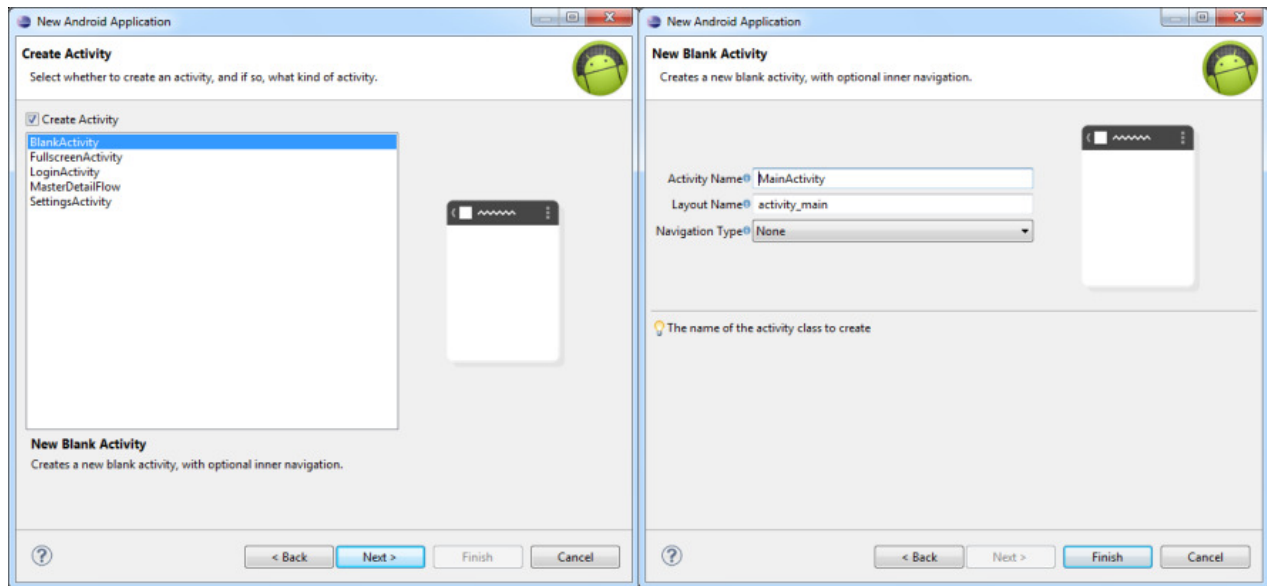 New Android Application
Create Activity
Select whether to create an activity, and if so, what kind of activity.
Create Activity
BlankActivity
FullscreenActivity
LoginActivity
MasterDetailFlow
SettingsActivity
New Blank Activity
Creates a new blank activity, with optional inner navigation.
< Back Next > Finish Cancel
New Android Application
New Blank Activity
Creates a new blank activity, with optional inner navigation.
Activity Name MainActivity
Layout Name activity_main
Navigation Type None
The name of the activity class to create
< Back Next > Finish Cancel